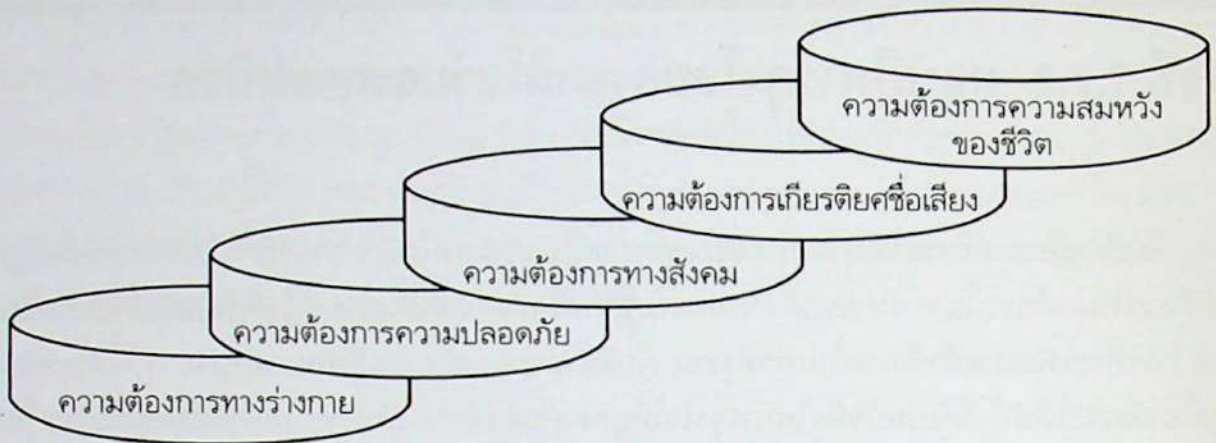 ความต้องการความสมหวัง
ของชีวิต
ความต้องการเกียรติยศชื่อเสียง
ความต้องการทางสังคม
ความต้องการความปลอดภัย
ความต้องการทางร่างกาย